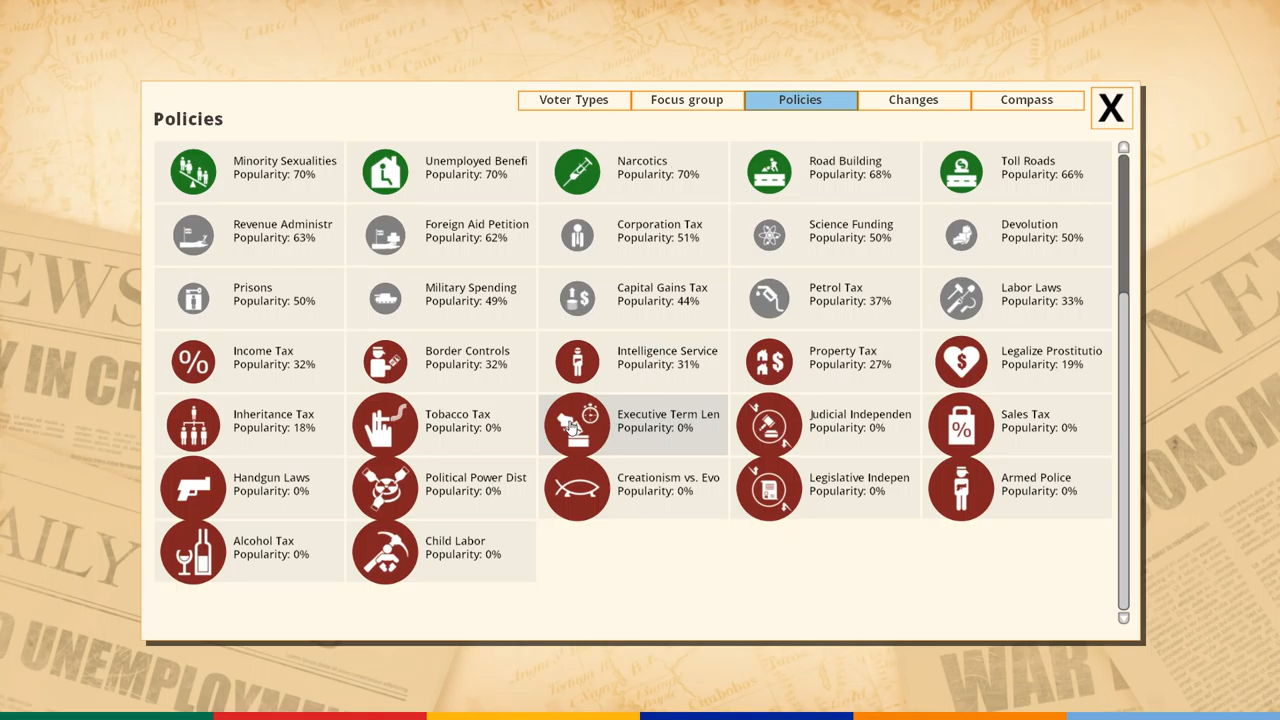 Voter Types
Focus group
Policies
Changes
Compass
X
Policies
Minority Sexualities
Popularity: 70%
Unemployed Benefi
Popularity: 70%
Narcotics
Popularity: 70%
Road Building
Popularity: 68%
Toll Roads
Popularity: 66%
Revenue Administr
Popularity: 63%
Foreign Aid Petition
Popularity: 62%
Corporation Tax
Popularity: 51%
Science Funding
Popularity: 50%
Devolution
Popularity: 50%
Prisons
Popularity: 50%
Military Spending
Popularity: 49%
Capital Gains Tax
Popularity: 44%
Petrol Tax
Popularity: 37%
Labor Laws
Popularity: 33%
Income Tax
Popularity: 32%
Border Controls
Popularity: 32%
Intelligence Service
Popularity: 31%
Property Tax
Popularity: 27%
Legalize Prostitutio
Popularity: 19%
Inheritance Tax
Popularity: 18%
Tobacco Tax
Popularity: 0%
Executive Term Len
Popularity: 0%
Judicial Independen
Popularity: 0%
Sales Tax
Popularity: 0%
Handgun Laws
Popularity: 0%
Political Power Dist
Popularity: 0%
Creationism vs. Evo
Popularity: 0%
Legislative Indepen
Popularity: 0%
Armed Police
Popularity: 0%
Alcohol Tax
Popularity: 0%
Child Labor
Popularity: 0%
EWS
Y IN CR
AILY
UNEMPLOYM
WAR